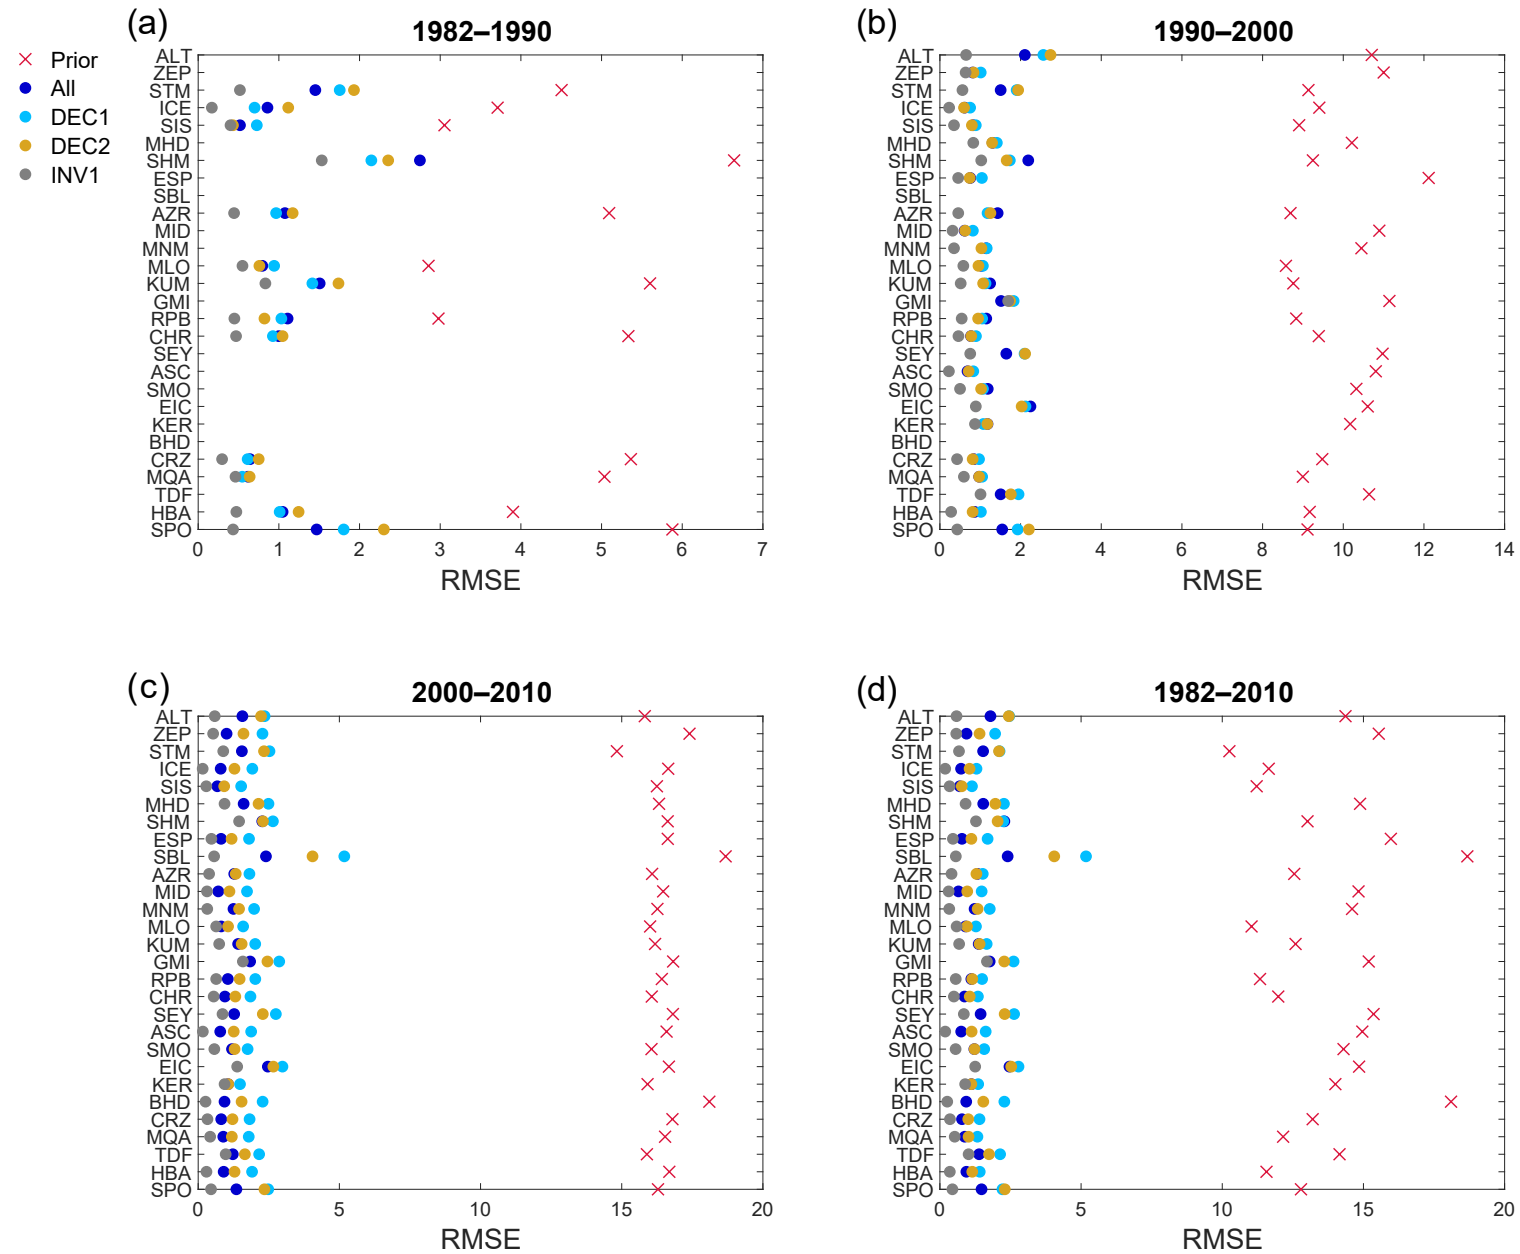 (a)
1982–1990
Prior
All
DEC1
DEC2
INV1
ALT
ZEP
STM
ICE
SIS
MHD
SHM
ESP
SBL
AZR
MID
MNM
MLO
KUM
GMI
RPB
CHR
SEY
ASC
SMO
EIC
KER
BHD
CRZ
MQA
TDF
HBA
SPO
0 1 2 3 4 5 6 7
RMSE
(b)
1990–2000
ALT
ZEP
STM
ICE
SIS
MHD
SHM
ESP
SBL
AZR
MID
MNM
MLO
KUM
GMI
RPB
CHR
SEY
ASC
SMO
EIC
KER
BHD
CRZ
MQA
TDF
HBA
SPO
0 2 4 6 8 10 12 14
RMSE
(c)
2000–2010
ALT
ZEP
STM
ICE
SIS
MHD
SHM
ESP
SBL
AZR
MID
MNM
MLO
KUM
GMI
RPB
CHR
SEY
ASC
SMO
EIC
KER
BHD
CRZ
MQA
TDF
HBA
SPO
0 5 10 15 20
RMSE
(d)
1982–2010
ALT
ZEP
STM
ICE
SIS
MHD
SHM
ESP
SBL
AZR
MID
MNM
MLO
KUM
GMI
RPB
CHR
SEY
ASC
SMO
EIC
KER
BHD
CRZ
MQA
TDF
HBA
SPO
0 5 10 15 20
RMSE